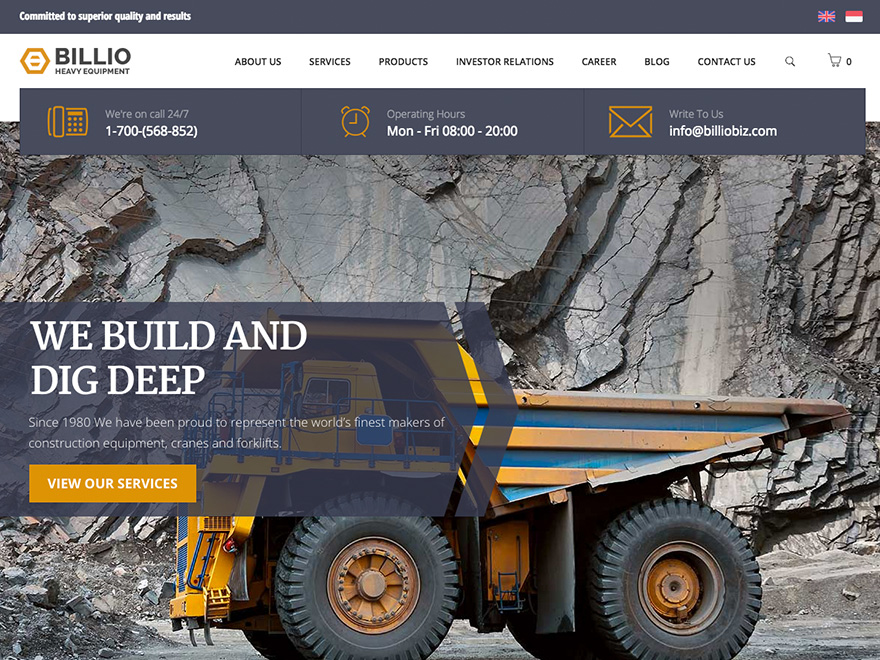 Committed to superior quality and results
BILLIO
HEAVY EQUIPMENT
ABOUT US
SERVICES
PRODUCTS
INVESTOR RELATIONS
CAREER
BLOG
CONTACT US
0
We're on call 24/7
1-700-(568-852)
Operating Hours
Mon - Fri 08:00 - 20:00
Write To Us
info@billiobiz.com
WE BUILD AND
DIG DEEP
Since 1980 We have been proud to represent the world's finest makers of
construction equipment, cranes and forklifts.
VIEW OUR SERVICES